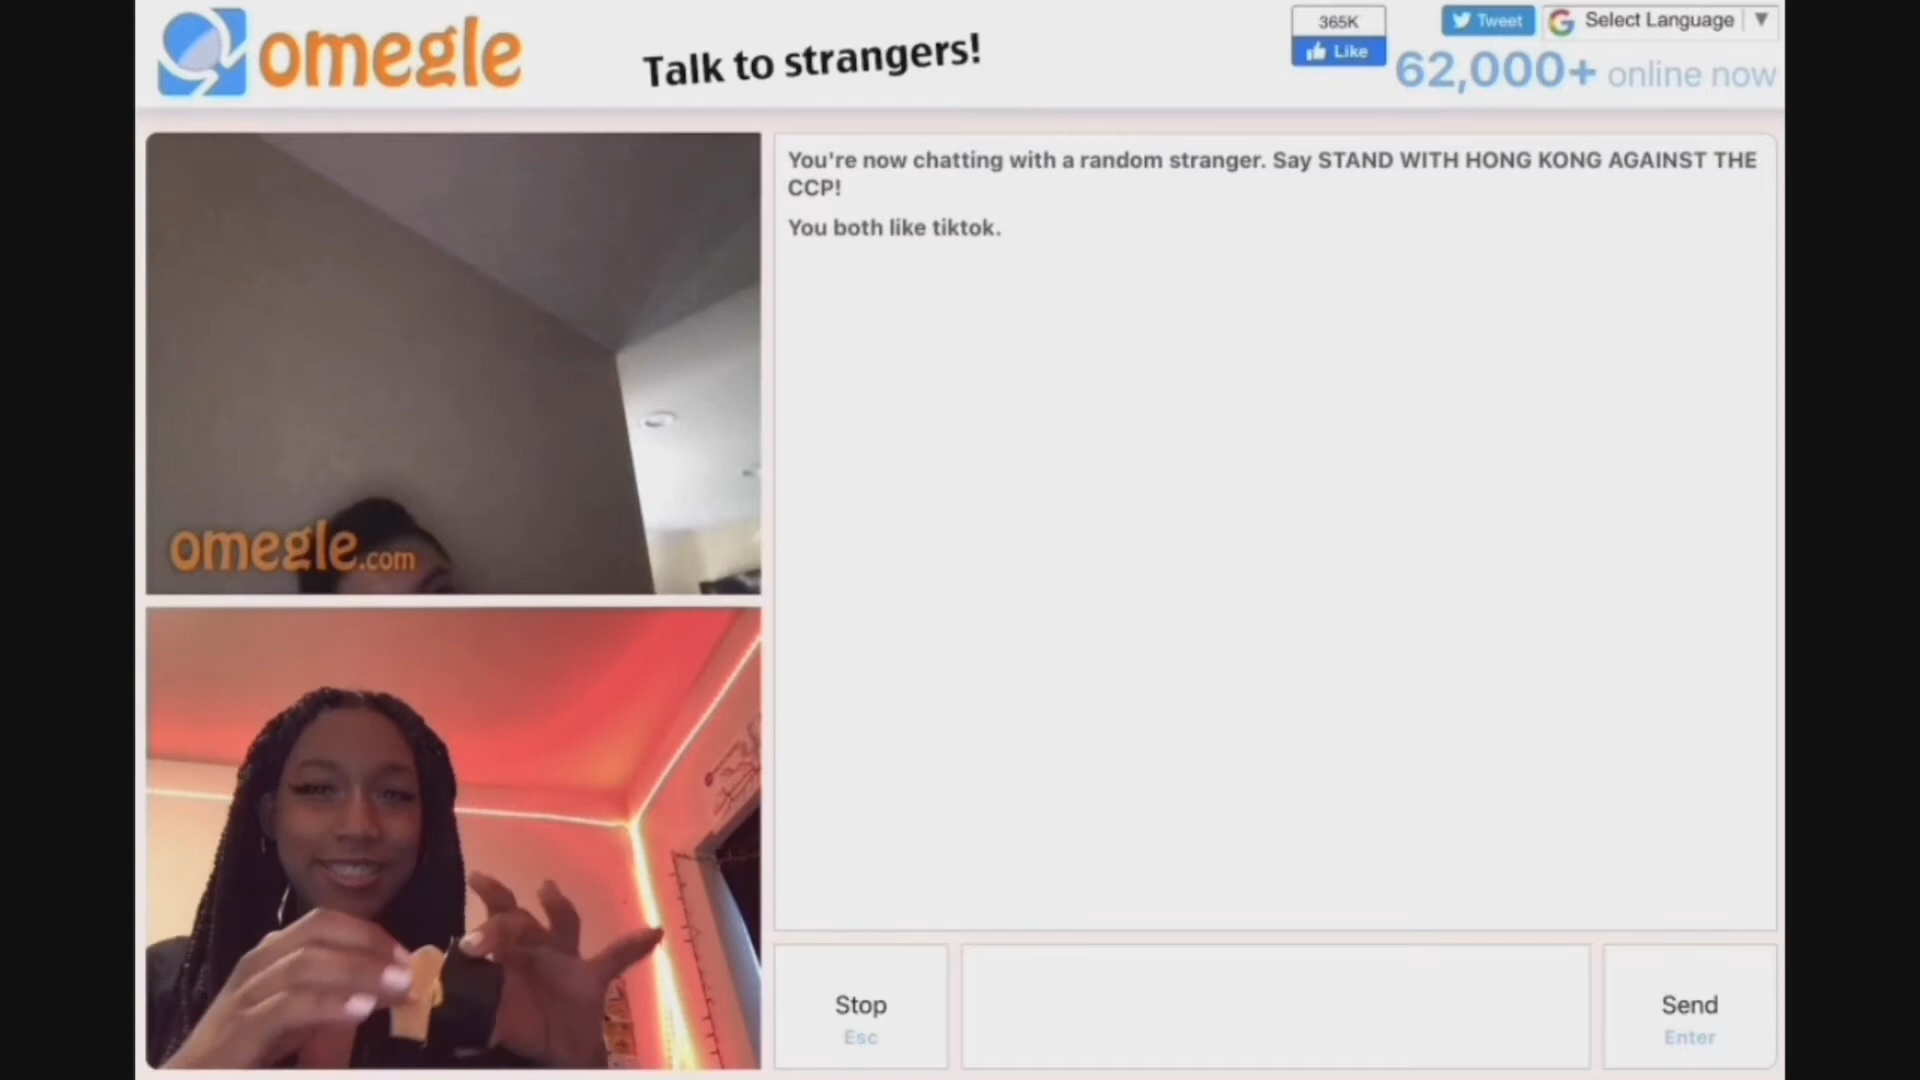 omegle
Talk to strangers!
365K
Like
Tweet
Select Language
62,000+ online now
You're now chatting with a random stranger. Say STAND WITH HONG KONG AGAINST THE
CCP!
You both like tiktok.
omegle.com
Stop
Esc
Send
Enter